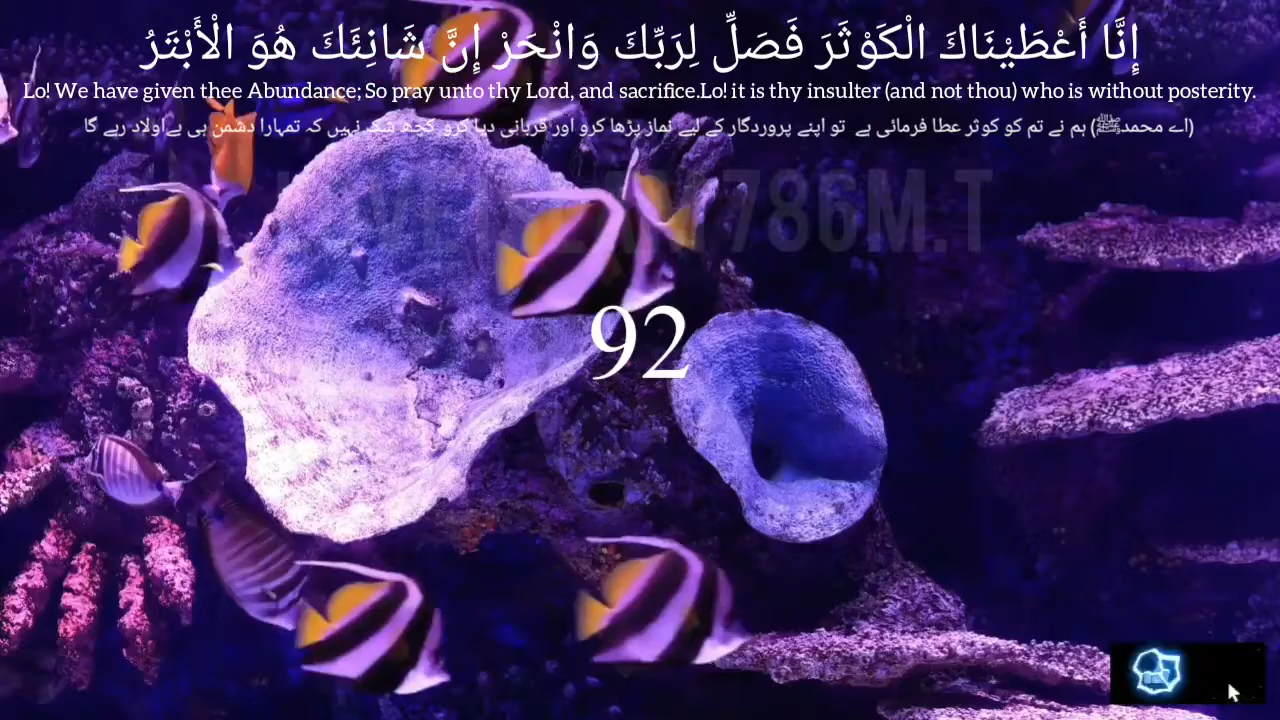 إِنَّا أَعْطَيْنَاكَ الْكَوْثَرَ فَصَلِّ لِرَبِّكَ وَانْحَرْ إِنَّ شَانِئَكَ هُوَ الْأَبْتَرُ
Lo! We have given thee Abundance; So pray unto thy Lord, and sacrifice.Lo! it is thy insulter (and not thou) who is without posterity.
(اے محمدﷺ) ہم نے تم کو کوثر عطا فرمائی ہے تو اپنے پروردگار کے لیے نماز پڑھا کرو اور قربانی دیا کرو کچھ شک نہیں کہ تمہارا دشمن ہی بےاولاد رہے گا
786M.T
92